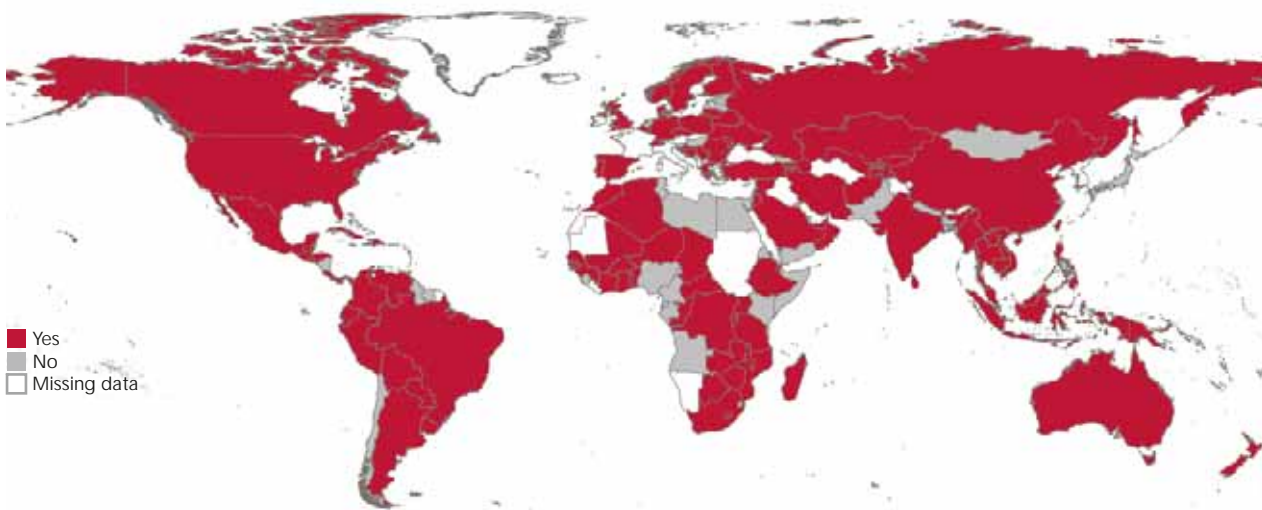 Yes
No
Missing data